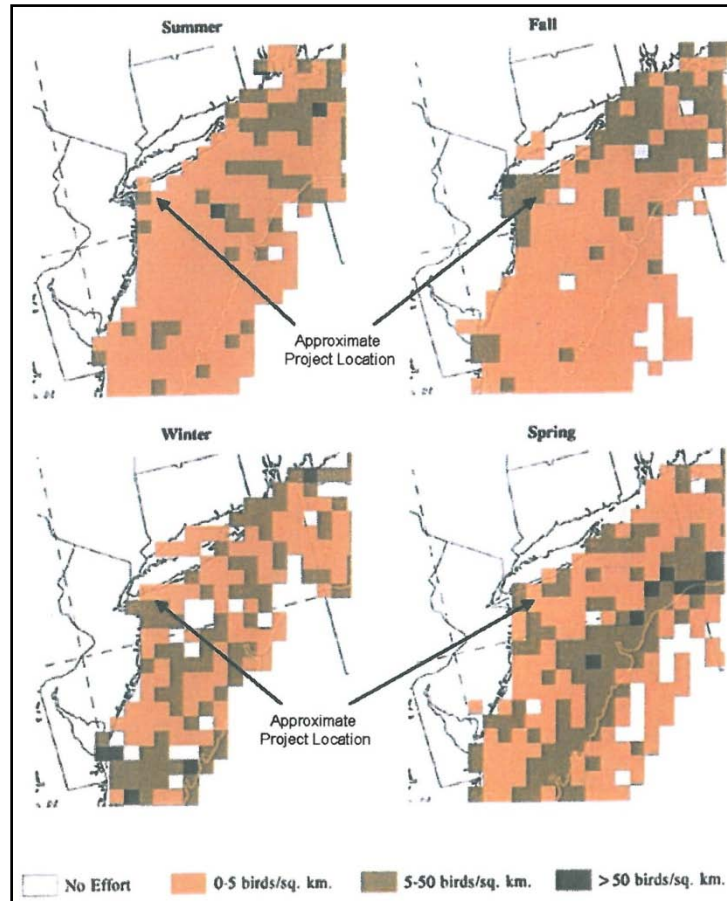 Summer
Fall
Approximate
Project Location
Winter
Spring
Approximate
Project Location
No Effort
0-5 birds/sq. km.
5-50 birds/sq. km.
> 50 birds/sq. km.